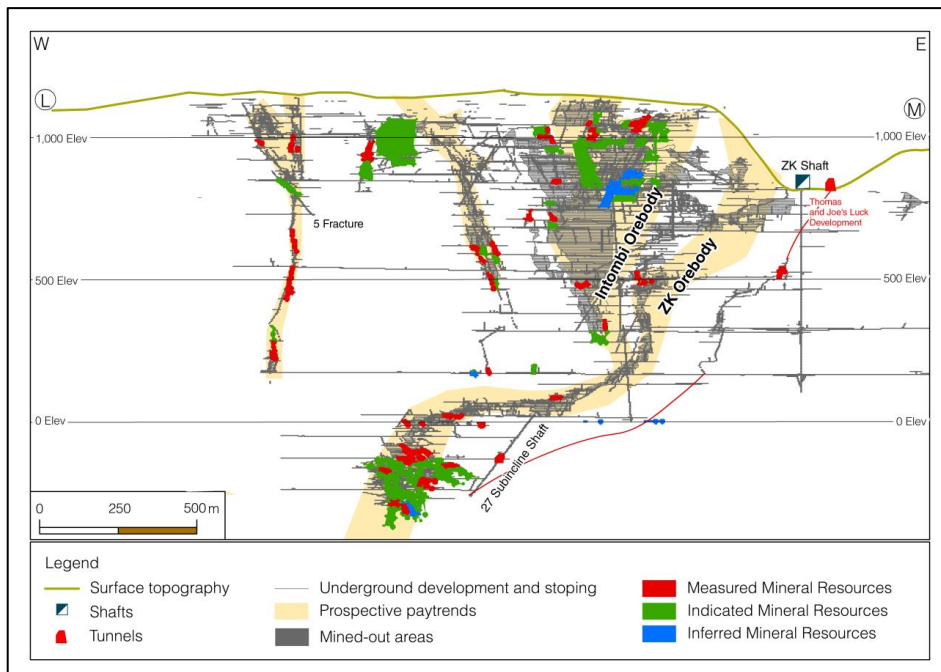 W
E
L
M
1,000 Elev
1,000 Elev
ZK Shaft
Thomas
and Joe's Luck
Development
5 Fracture
Intombi Orebody
ZK Orebody
500 Elev
500 Elev
0 Elev
0 Elev
27 Subincline Shaft
0
250
500 m
Legend
Surface topography
Underground development and stoping
Measured Mineral Resources
Shafts
Prospective paytrends
Indicated Mineral Resources
Tunnels
Mined-out areas
Inferred Mineral Resources